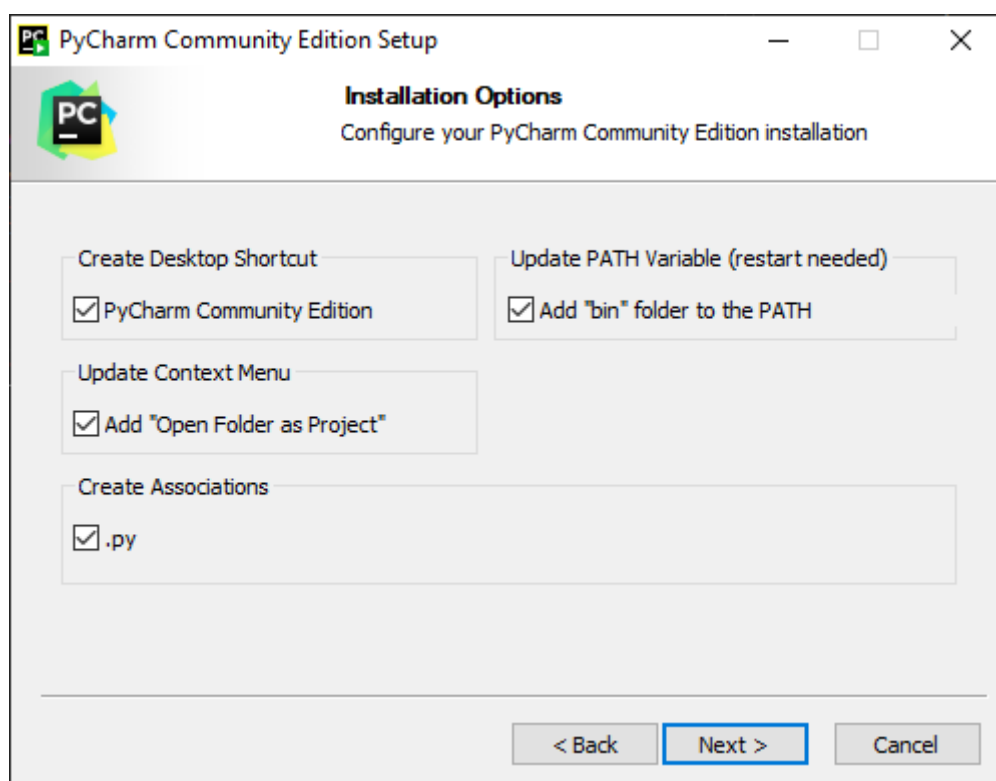 PyCharm Community Edition Setup
PC
Installation Options
Configure your PyCharm Community Edition installation
Create Desktop Shortcut
PyCharm Community Edition
Update PATH Variable (restart needed)
Add "bin" folder to the PATH
Update Context Menu
Add "Open Folder as Project"
Create Associations
.py
< Back
Next >
Cancel